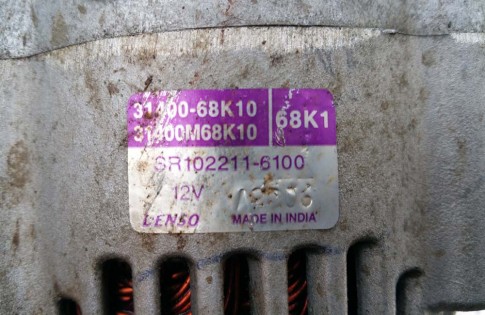 31400-68K10
31400M68K10
68K1
SR102211-6100
12V
DENSO
MADE IN INDIA